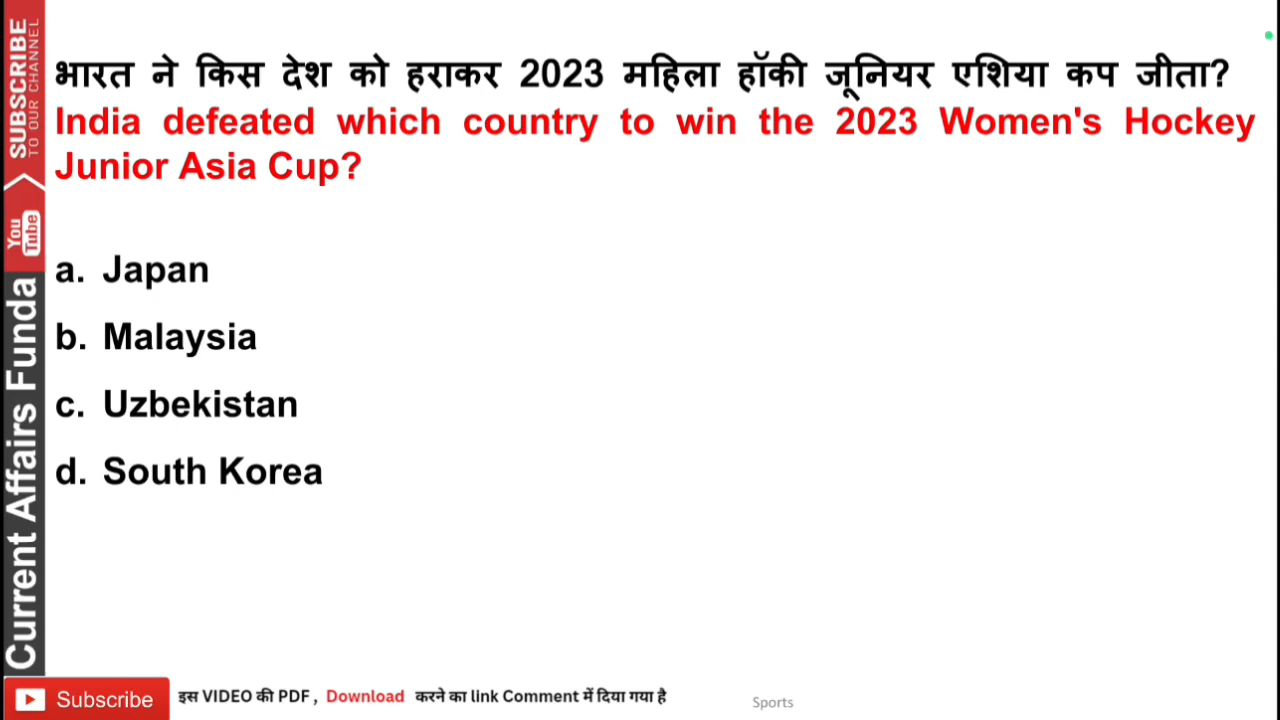 भारत ने किस देश को हराकर 2023 महिला हॉकी जूनियर एशिया कप जीता?
India defeated which country to win the 2023 Women's Hockey
Junior Asia Cup?
a. Japan
b. Malaysia
c. Uzbekistan
d. South Korea
SUBSCRIBE
TO OUR CHANNEL
You
Tube
Current Affairs Funda
Subscribe
इस VIDEO की PDF , Download करने का link Comment में दिया गया है
Sports